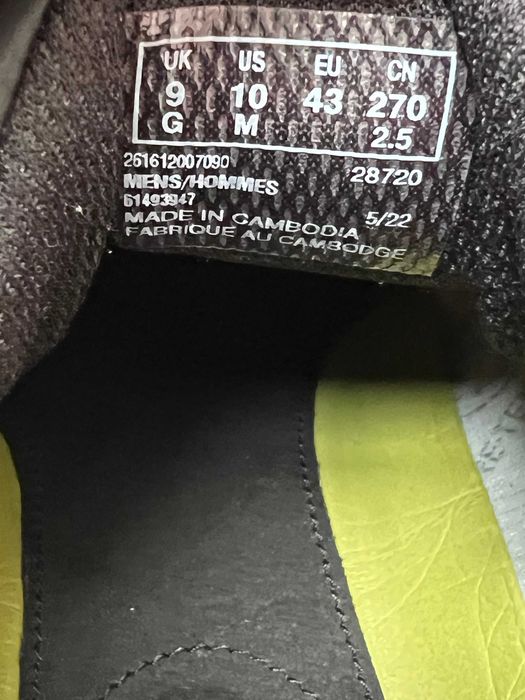 UK US EU CN
9 10 43 270
G M 2.5
261612007090
28720
MENS/HOMMES
61493947
MADE IN CAMBODIA 5/22
FABRIQUE AU CAMBODGE